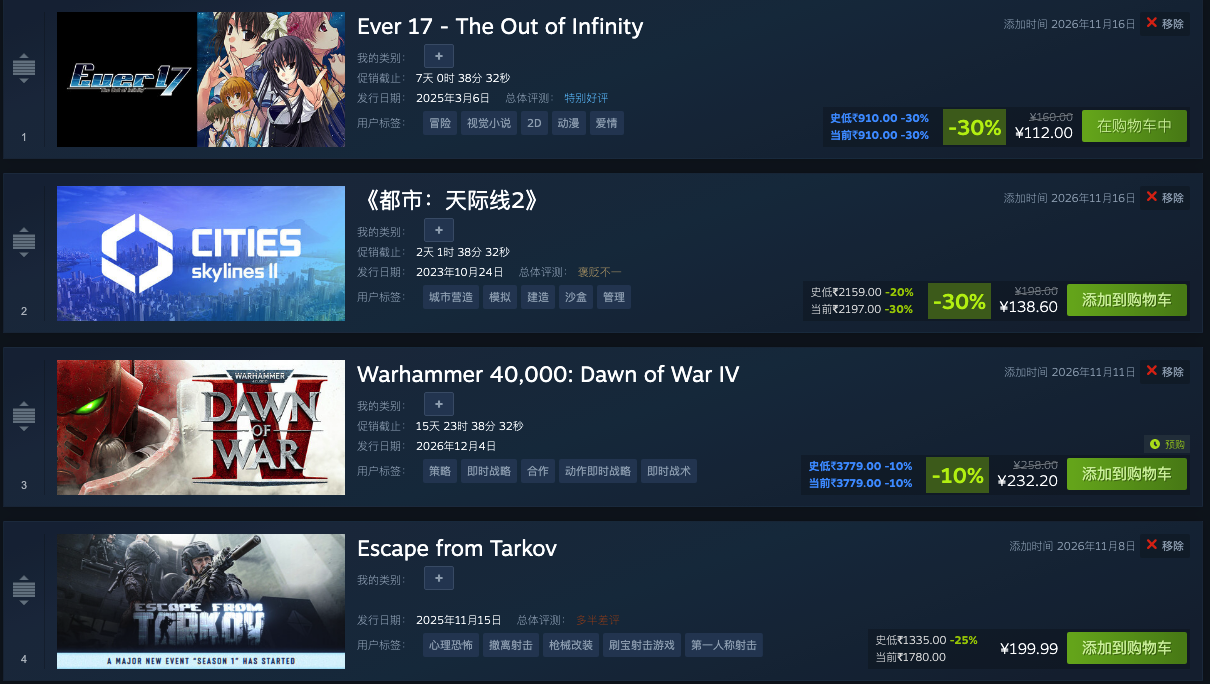 Ever 17
The Out of Infinity
Ever 17 - The Out of Infinity
添加时间 2026年11月16日
移除
我的类别：
+
促销截止： 7天 0时 38分 32秒
发行日期： 2025年3月6日 总体评测： 特别好评
用户标签： 冒险 视觉小说 2D 动漫 爱情
1
史低₹910.00 -30%
当前₹910.00 -30%
-30%
¥160.00
¥112.00
在购物车中
CITIES
skylines II
《都市：天际线2》
添加时间 2026年11月16日
移除
我的类别：
+
促销截止： 2天 1时 38分 32秒
发行日期： 2023年10月24日 总体评测： 褒贬不一
用户标签： 城市营造 模拟 建造 沙盒 管理
2
史低₹2159.00 -20%
当前₹2197.00 -30%
-30%
¥198.00
¥138.60
添加到购物车
WARHAMMER
40,000
DAWN
OF
WAR
IV
Warhammer 40,000: Dawn of War IV
添加时间 2026年11月11日
移除
我的类别：
+
促销截止： 15天 23时 38分 32秒
发行日期： 2026年12月4日
用户标签： 策略 即时战略 合作 动作即时战略 即时战术
3
预购
史低₹3779.00 -10%
当前₹3779.00 -10%
-10%
¥258.00
¥232.20
添加到购物车
ESCAPE FROM
TARKOV
A MAJOR NEW EVENT "SEASON 1" HAS STARTED
Escape from Tarkov
添加时间 2026年11月8日
移除
我的类别：
+
发行日期： 2025年11月15日 总体评测： 多半差评
用户标签： 心理恐怖 撤离射击 枪械改装 刷宝射击游戏 第一人称射击
4
史低₹1335.00 -25%
当前₹1780.00
¥199.99
添加到购物车